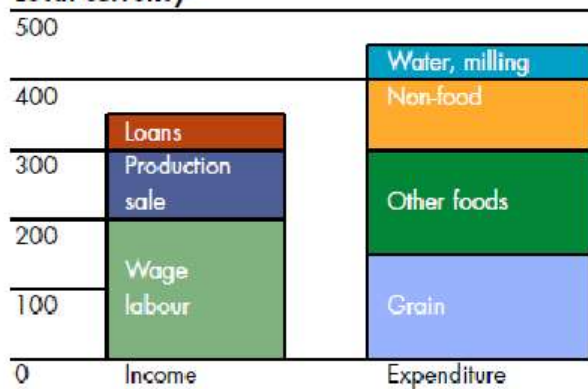 500
Water, milling
400
Non-food
Loans
300
Production
sale
Other foods
200
Wage
labour
100
Grain
0
Income
Expenditure